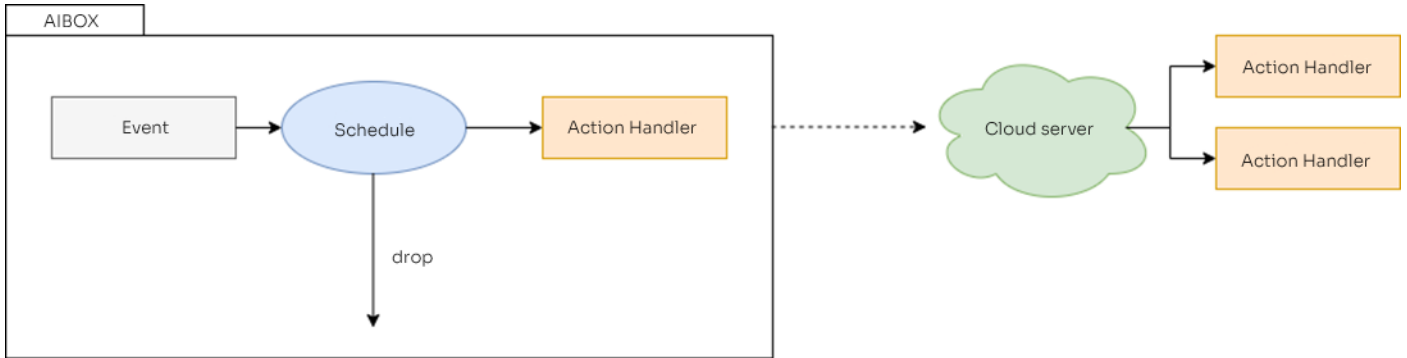 AIBOX
Event
Schedule
Action Handler
drop
Cloud server
Action Handler
Action Handler